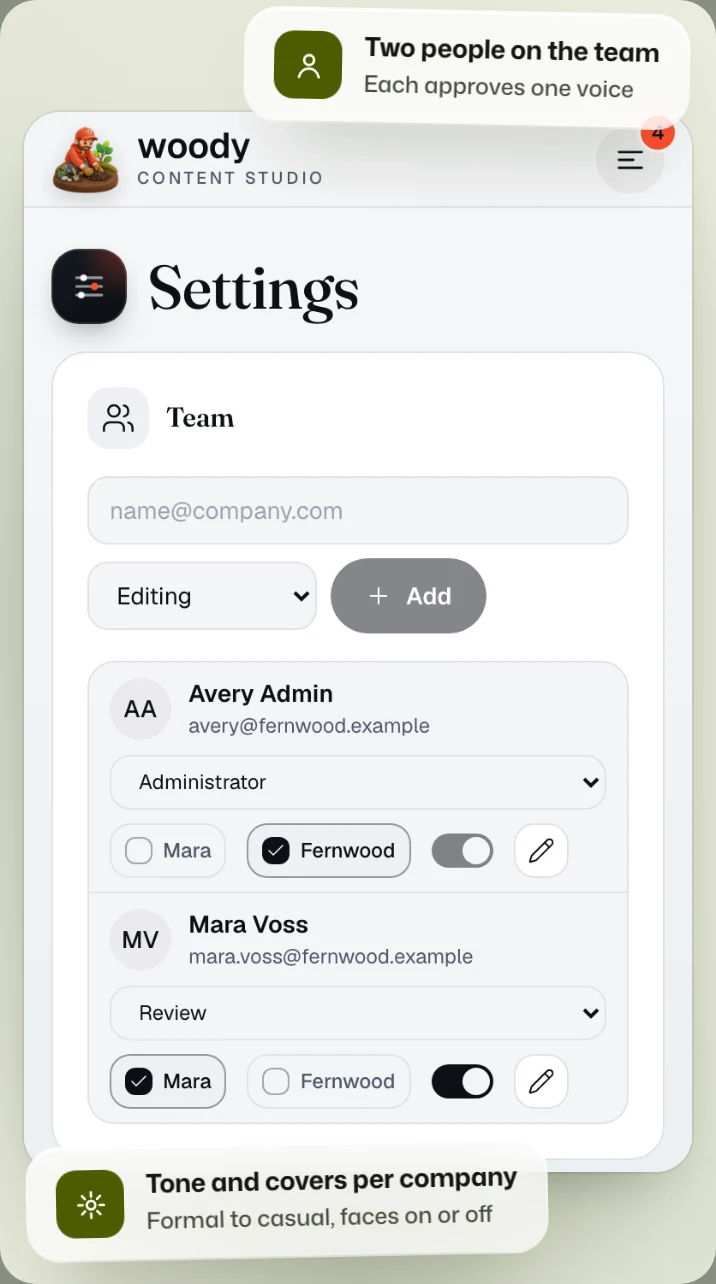 Two people on the team
Each approves one voice
4
woody
CONTENT STUDIO
Settings
Team
name@company.com
Editing
+ Add
AA
Avery Admin
avery@fernwood.example
Administrator
Mara
Fernwood
MV
Mara Voss
mara.voss@fernwood.example
Review
Mara
Fernwood
Tone and covers per company
Formal to casual, faces on or off